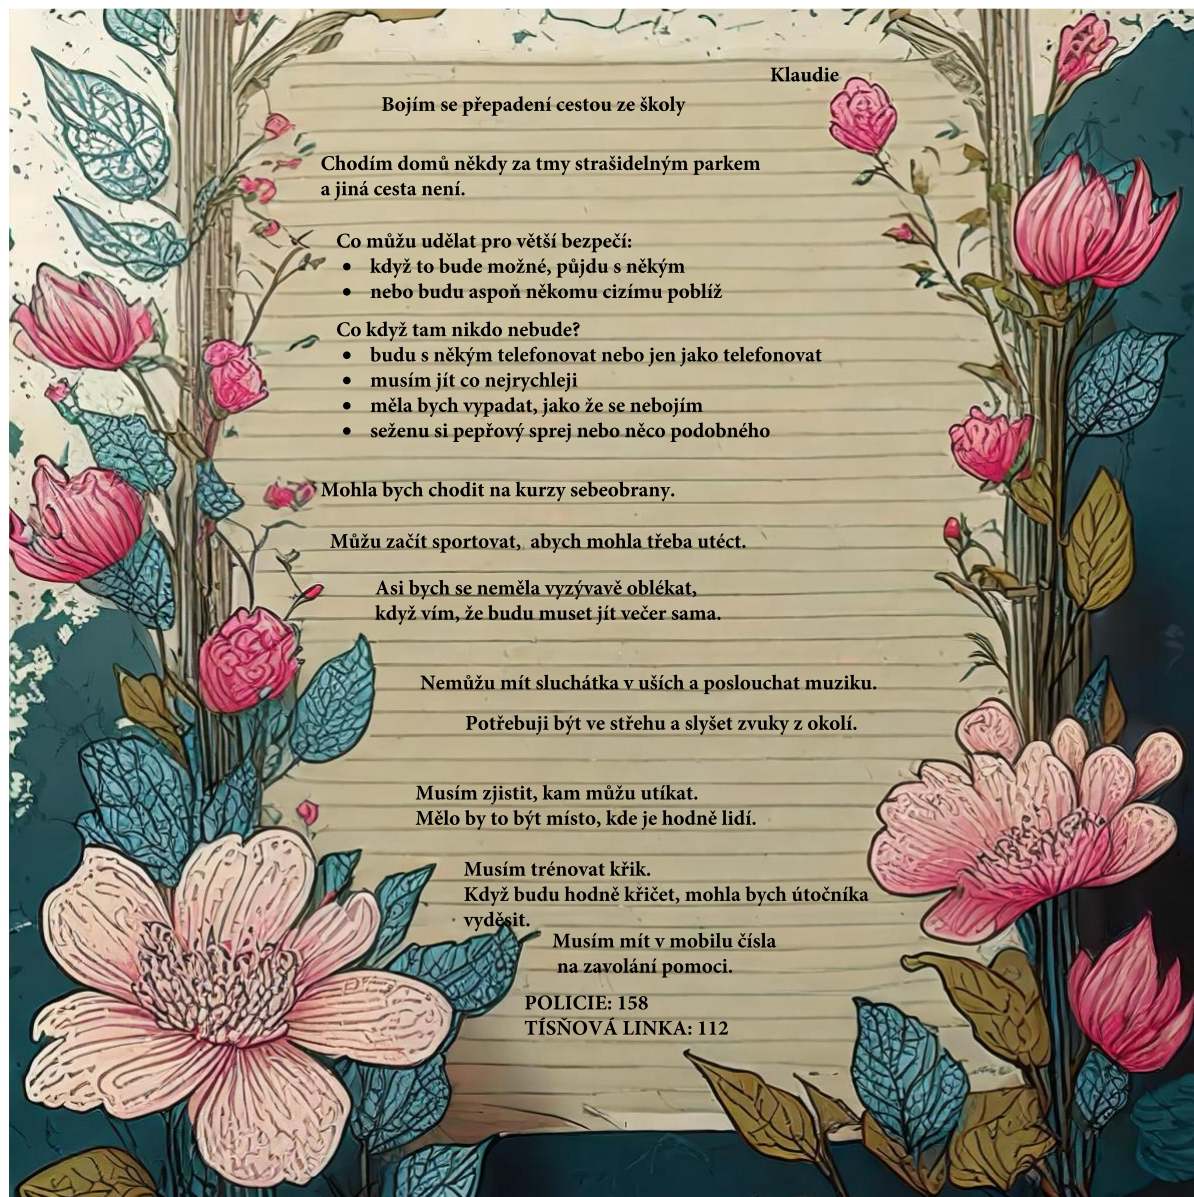 Klaudie
Bojím se přepadení cestou ze školy
Chodím domů někdy za tmy strašidelným parkem
a jiná cesta není.
Co můžu udělat pro větší bezpečí:
• když to bude možné, půjdu s někým
• nebo budu aspoň někomu cizímu poblíž
Co když tam nikdo nebude?
• budu s někým telefonovat nebo jen jako telefonovat
• musím jít co nejrychleji
• měla bych vypadat, jako že se nebojím
• seženu si pepřový sprej nebo něco podobného
Mohla bych chodit na kurzy sebeobrany.
Můžu začít sportovat, abych mohla třeba utéct.
Asi bych se neměla vyzývavě oblékat,
když vím, že budu muset jít večer sama.
Nemůžu mít sluchátka v uších a poslouchat muziku.
Potřebuji být ve střehu a slyšet zvuky z okolí.
Musím zjistit, kam můžu utíkat.
Mělo by to být místo, kde je hodně lidí.
Musím trénovat křik.
Když budu hodně křičet, mohla bych útočníka
vyděsit.
Musím mít v mobilu čísla
na zavolání pomoci.
POLICIE: 158
TÍSŇOVÁ LINKA: 112